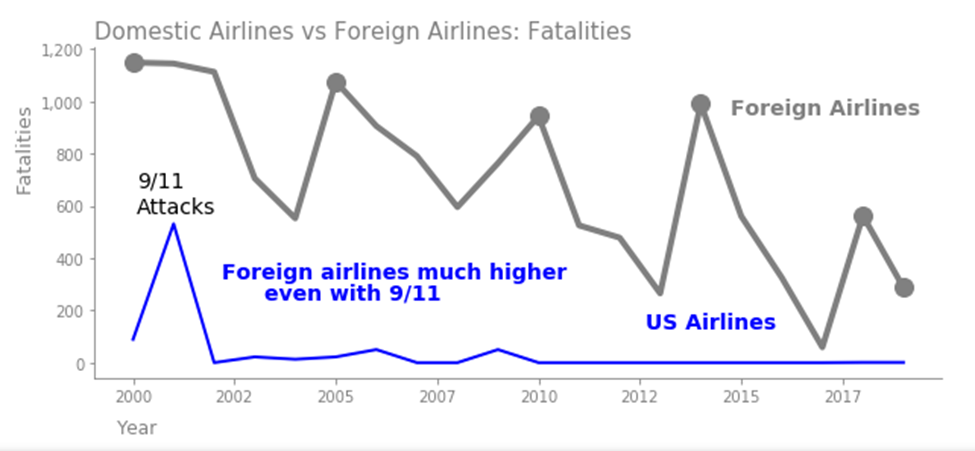 Domestic Airlines vs Foreign Airlines: Fatalities
1,200
1,000
800
600
400
200
0
Fatalities
Foreign Airlines
9/11
Attacks
Foreign airlines much higher
even with 9/11
US Airlines
2000 2002 2005 2007 2010 2012 2015 2017
Year